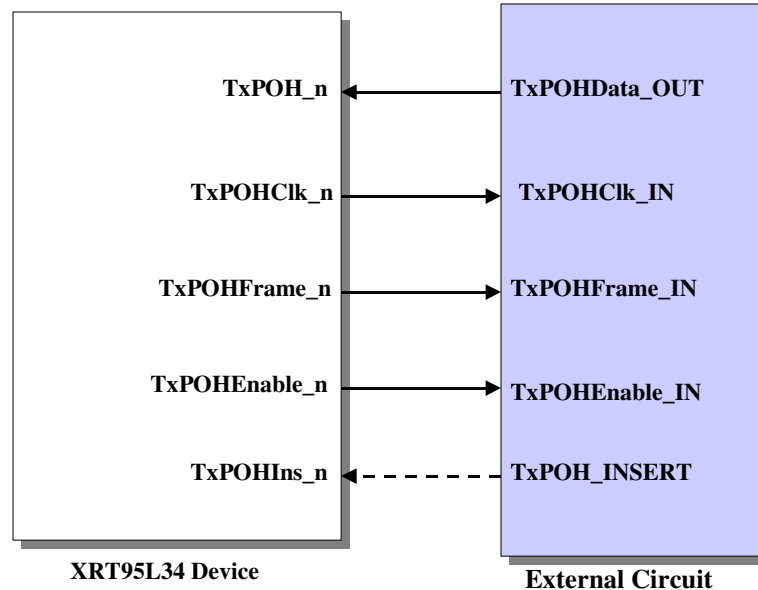 TxPOH_n
TxPOHData_OUT
TxPOHClk_n
TxPOHClk_IN
TxPOHFrame_n
TxPOHFrame_IN
TxPOHEnable_n
TxPOHEnable_IN
TxPOHIns_n
TxPOH_INSERT
XRT95L34 Device
External Circuit